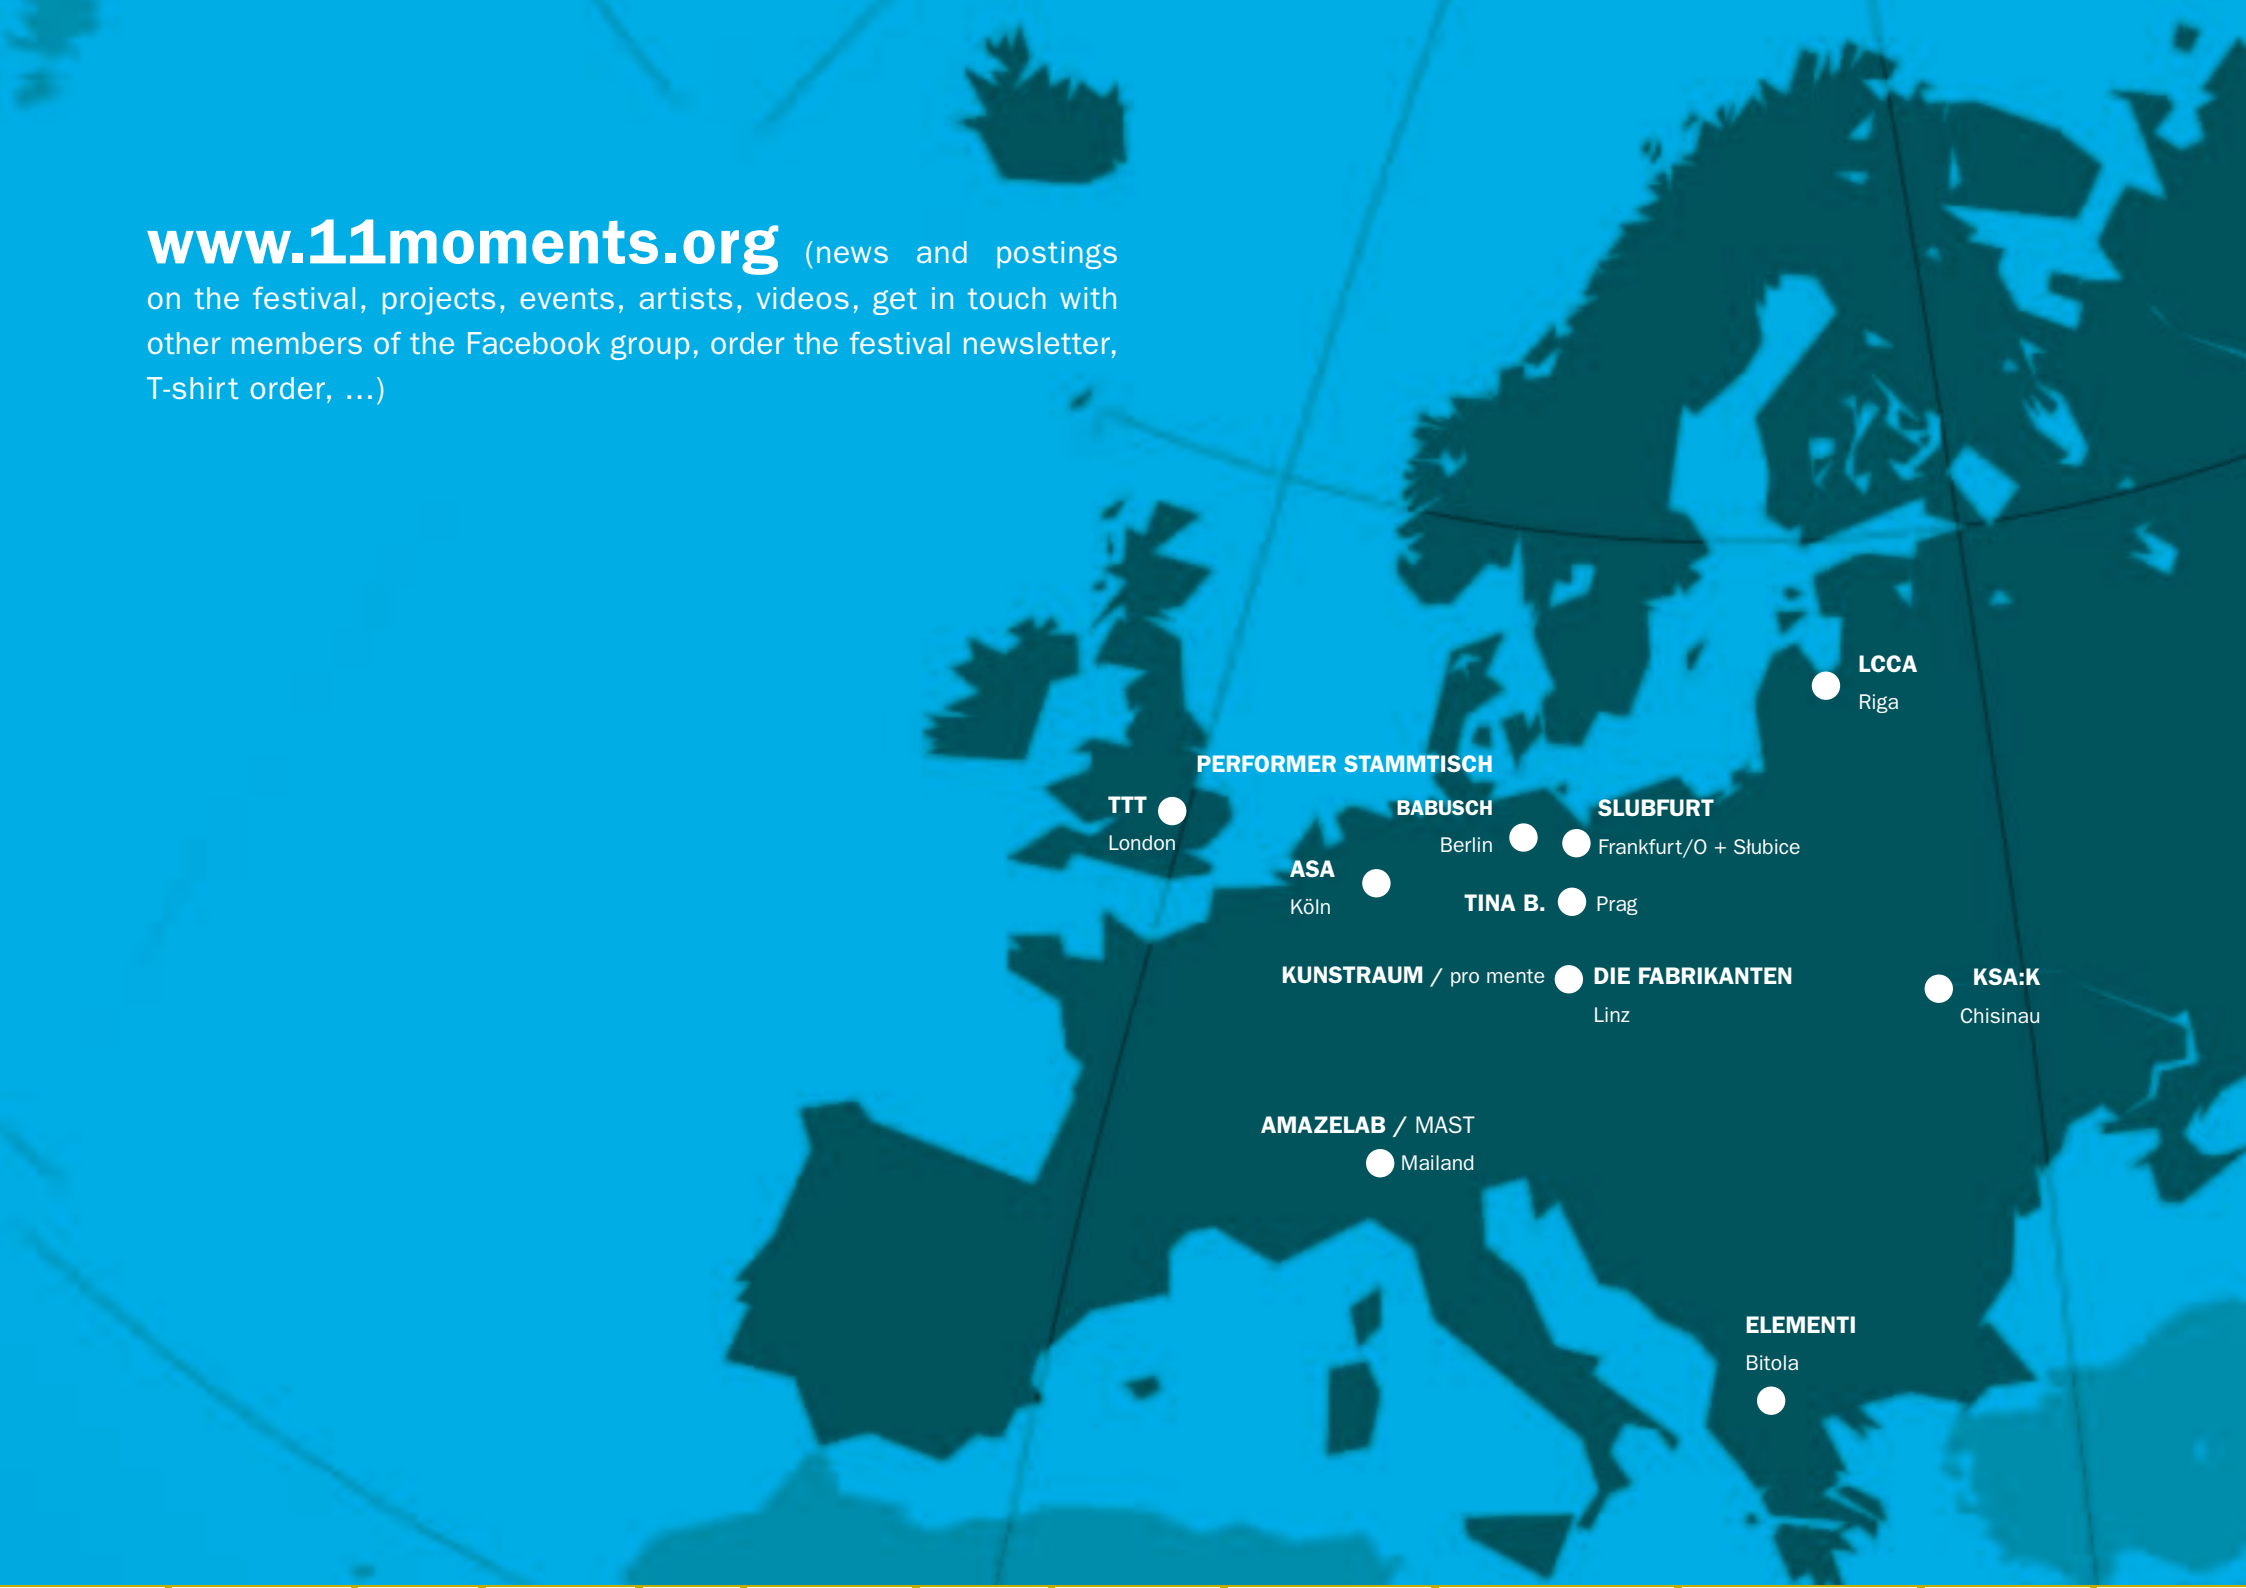 www.11moments.org (news and postings
on the festival, projects, events, artists, videos, get in touch with
other members of the Facebook group, order the festival newsletter,
T-shirt order, ...)
LCCA
Riga
PERFORMER STAMMTISCH
BABUSCH
Berlin
SLUBFURT
Frankfurt/O + Słubice
TTT
London
ASA
Köln
TINA B.
Prag
KUNSTRAUM / pro mente
DIE FABRIKANTEN
Linz
KSA:K
Chisinau
AMAZELAB / MAST
Mailand
ELEMENTI
Bitola